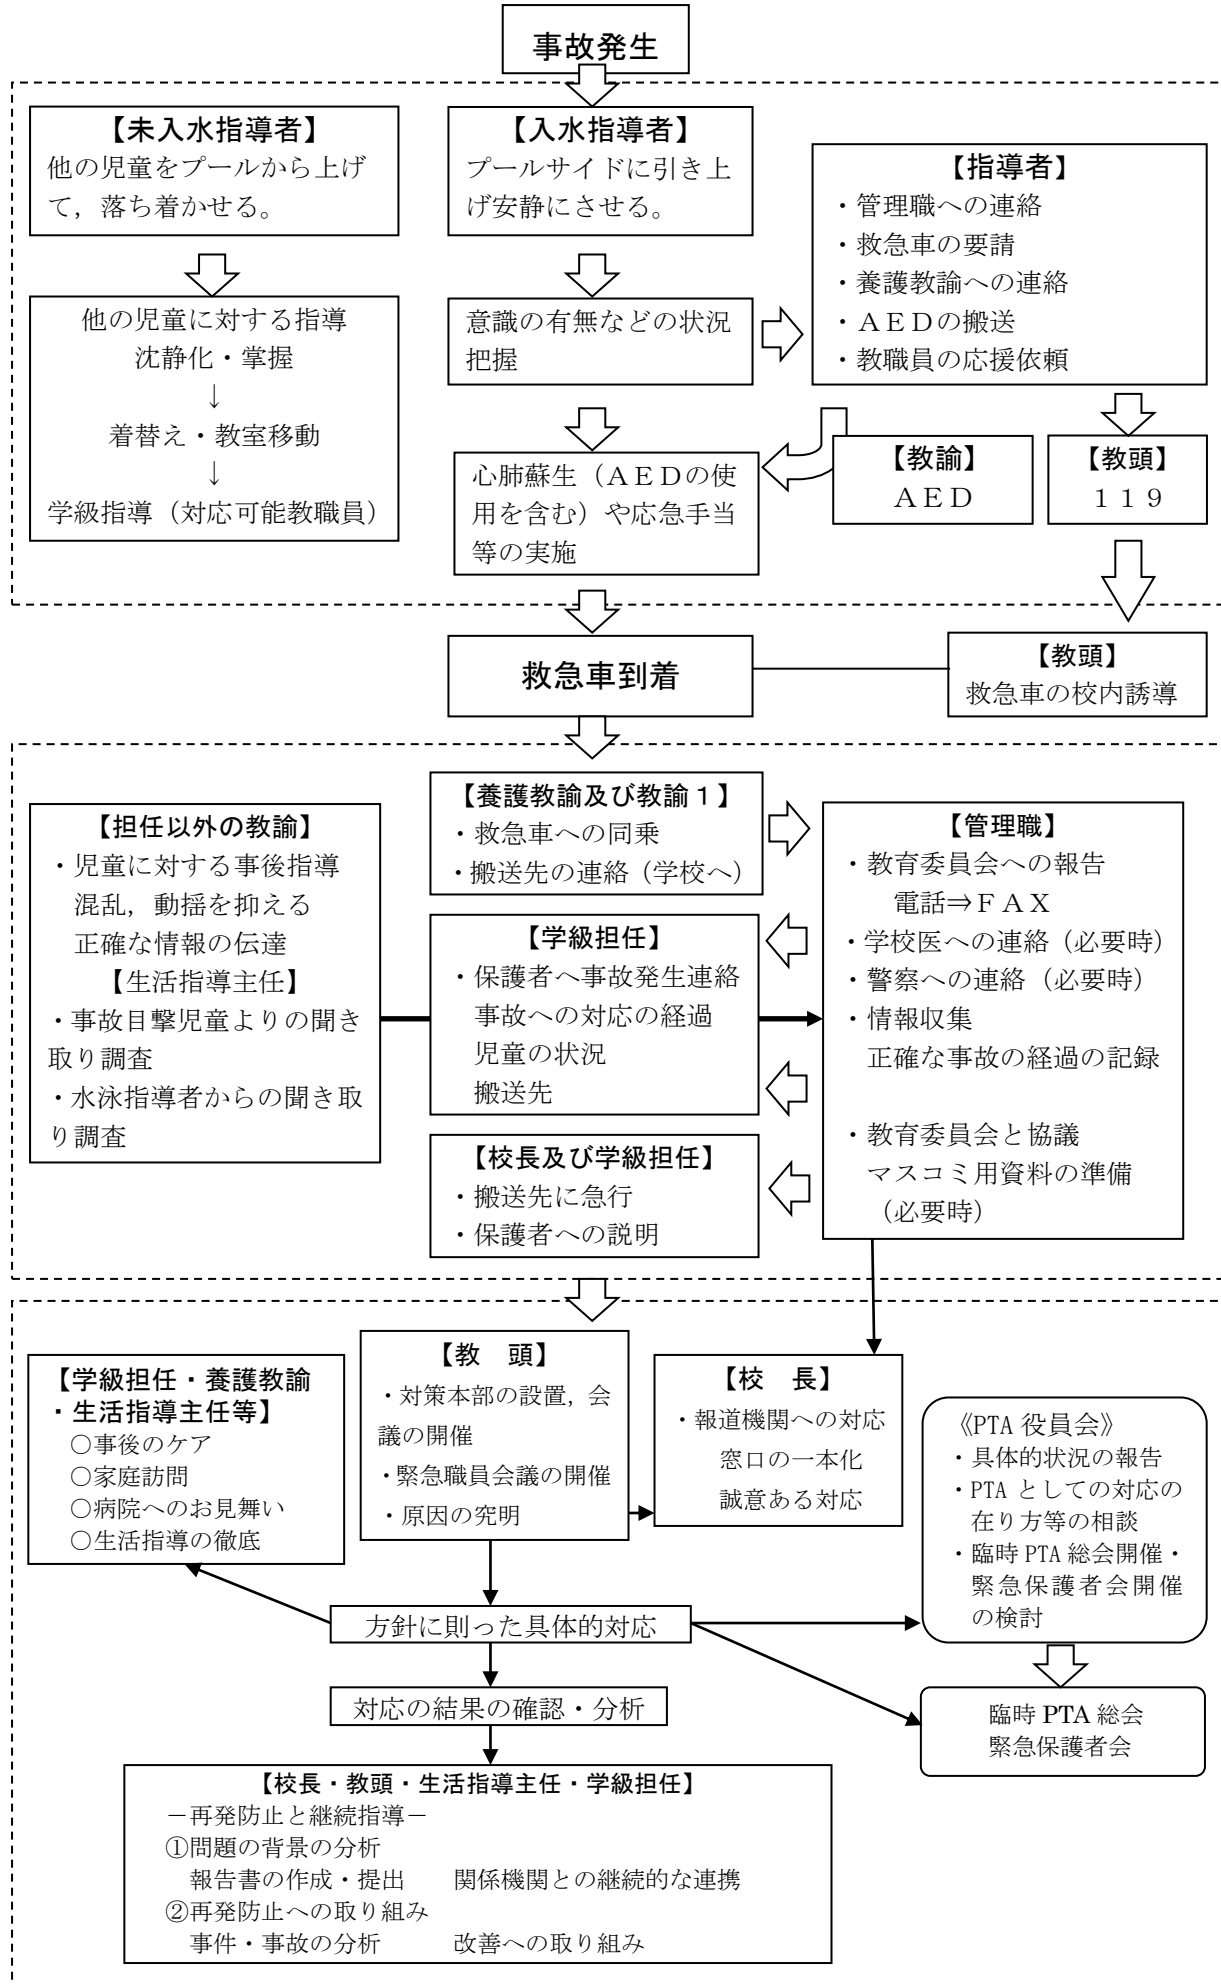 事故発生
【未入水指導者】
他の児童をプールから上げ
て，落ち着かせる。
【入水指導者】
プールサイドに引き上
げ安静にさせる。
【指導者】
・管理職への連絡
・救急車の要請
・養護教諭への連絡
・ＡＥＤの搬送
・教職員の応援依頼
他の児童に対する指導
沈静化・掌握
↓
着替え・教室移動
↓
学級指導（対応可能教職員）
意識の有無などの状況
把握
心肺蘇生（ＡＥＤの使
用を含む）や応急手当
等の実施
【教諭】
ＡＥＤ
【教頭】
１１９
救急車到着
【教頭】
救急車の校内誘導
【担任以外の教諭】
・児童に対する事後指導
混乱，動揺を抑える
正確な情報の伝達
【生活指導主任】
・事故目撃児童よりの聞き
取り調査
・水泳指導者からの聞き取
り調査
【養護教諭及び教諭１】
・救急車への同乗
・搬送先の連絡（学校へ）
【学級担任】
・保護者へ事故発生連絡
事故への対応の経過
児童の状況
搬送先
【校長及び学級担任】
・搬送先に急行
・保護者への説明
【管理職】
・教育委員会への報告
電話⇒ＦＡＸ
・学校医への連絡（必要時）
・警察への連絡（必要時）
・情報収集
正確な事故の経過の記録
・教育委員会と協議
マスコミ用資料の準備
（必要時）
【学級担任・養護教諭
・生活指導主任等】
○事後のケア
○家庭訪問
○病院へのお見舞い
○生活指導の徹底
【教　頭】
・対策本部の設置，会
議の開催
・緊急職員会議の開催
・原因の究明
【校　長】
・報道機関への対応
窓口の一本化
誠意ある対応
《PTA 役員会》
・具体的状況の報告
・PTA としての対応の
在り方等の相談
・臨時 PTA 総会開催・
緊急保護者会開催
の検討
方針に則った具体的対応
対応の結果の確認・分析
臨時 PTA 総会
緊急保護者会
【校長・教頭・生活指導主任・学級担任】
－再発防止と継続指導－
①問題の背景の分析
報告書の作成・提出　　関係機関との継続的な連携
②再発防止への取り組み
事件・事故の分析　　　改善への取り組み